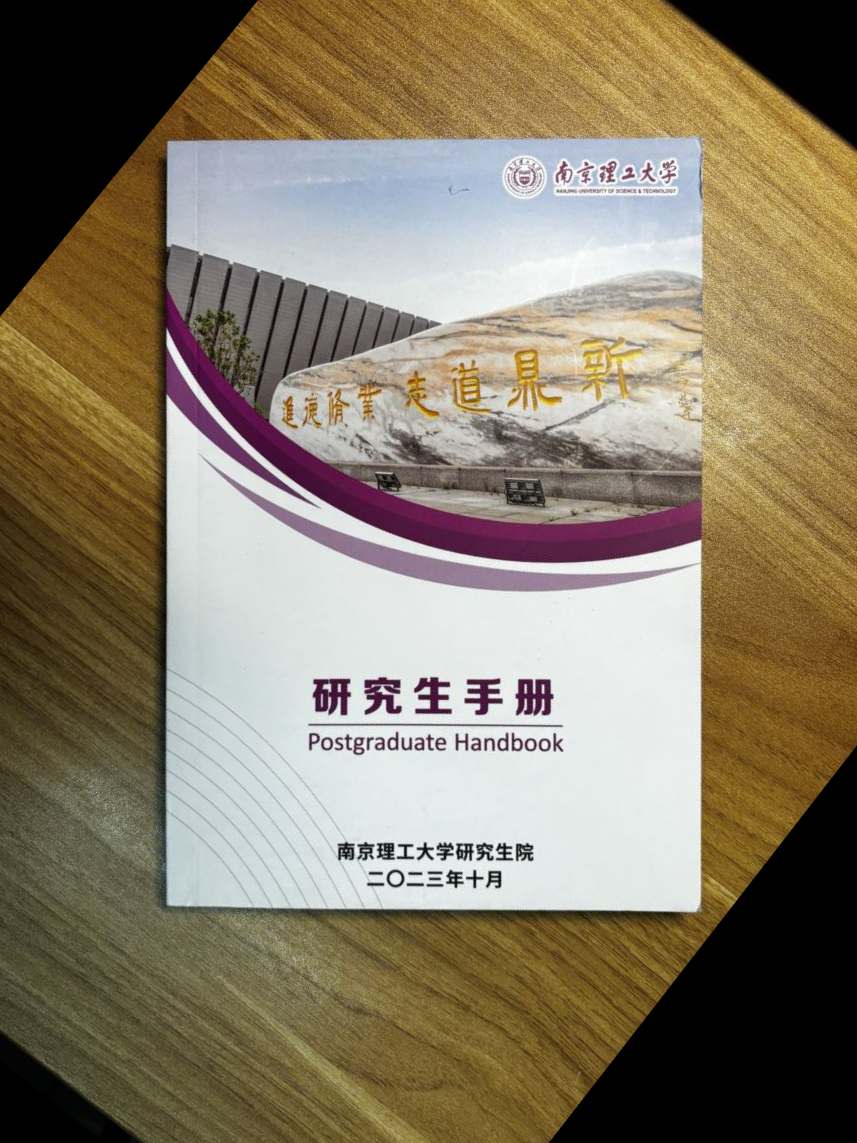 南京理工大学
NANJING UNIVERSITY OF SCIENCE & TECHNOLOGY
進德脩業志道鼎新
研究生手册
Postgraduate Handbook
南京理工大学研究生院
二〇二三年十月